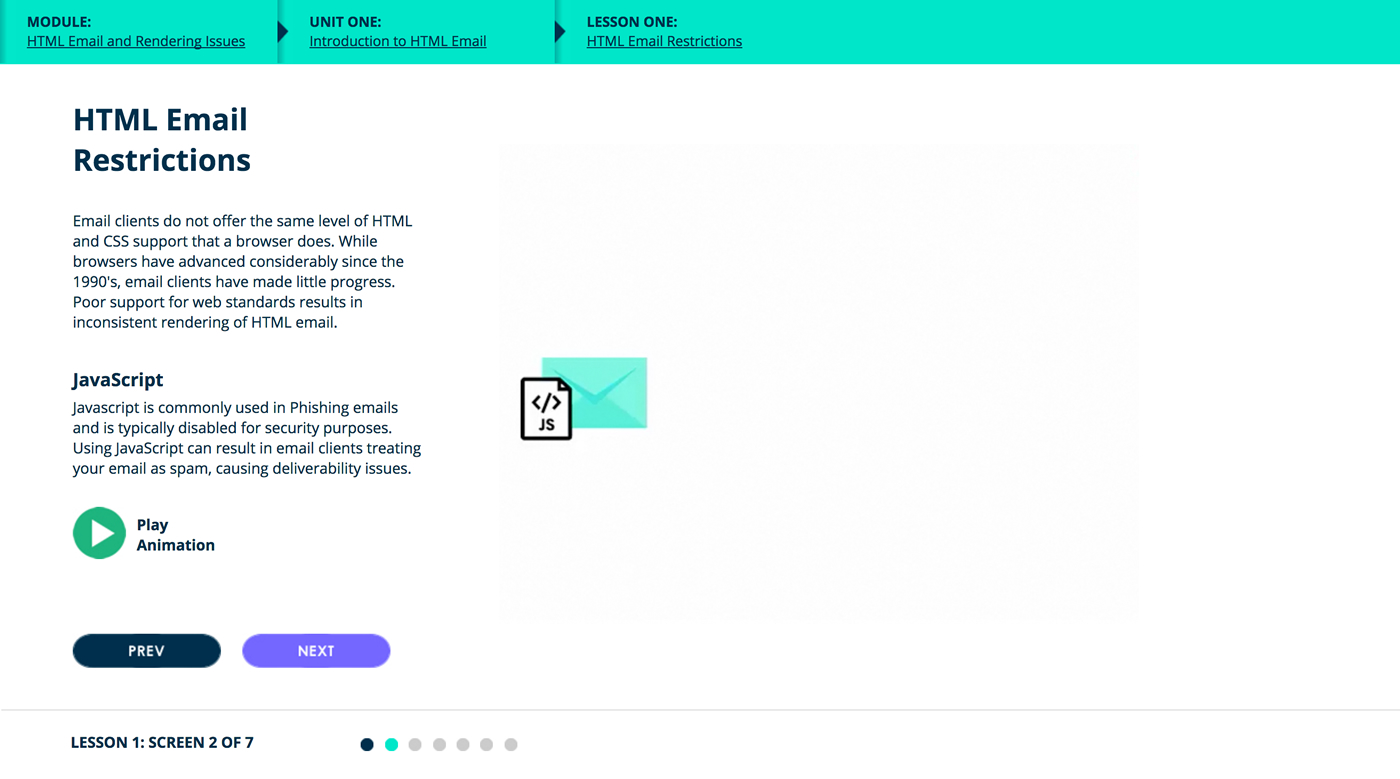 MODULE:
HTML Email and Rendering Issues
UNIT ONE:
Introduction to HTML Email
LESSON ONE:
HTML Email Restrictions
HTML Email
Restrictions
Email clients do not offer the same level of HTML
and CSS support that a browser does. While
browsers have advanced considerably since the
1990's, email clients have made little progress.
Poor support for web standards results in
inconsistent rendering of HTML email.
JavaScript
Javascript is commonly used in Phishing emails
and is typically disabled for security purposes.
Using JavaScript can result in email clients treating
your email as spam, causing deliverability issues.
Play
Animation
</>
JS
PREV
NEXT
LESSON 1: SCREEN 2 OF 7